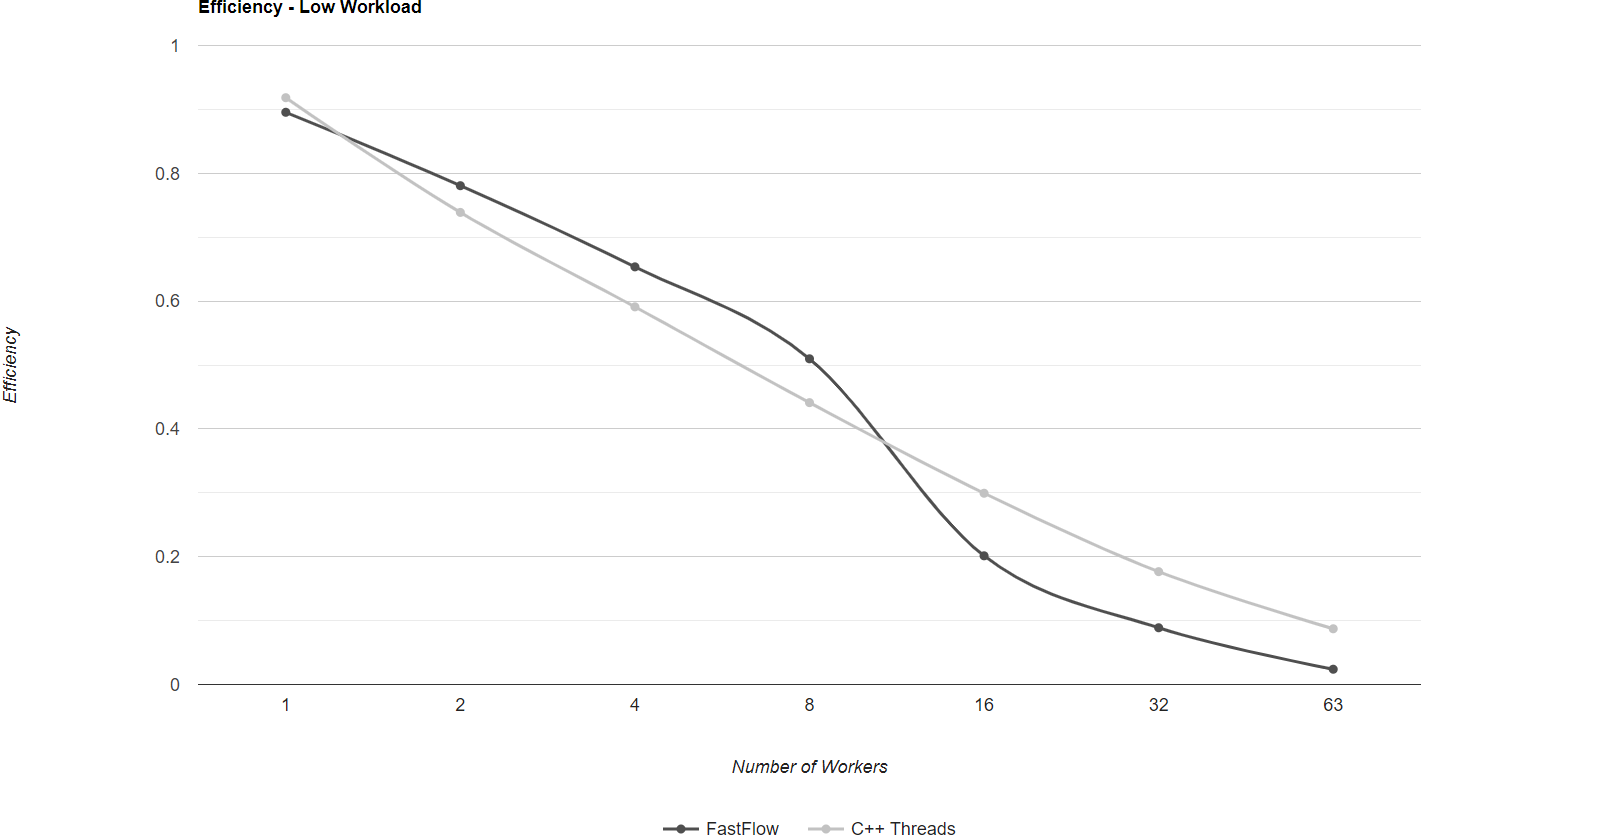 Efficiency - Low Workload
1
0.8
0.6
0.4
0.2
0
Efficiency
1 2 4 8 16 32 63
Number of Workers
FastFlow C++ Threads